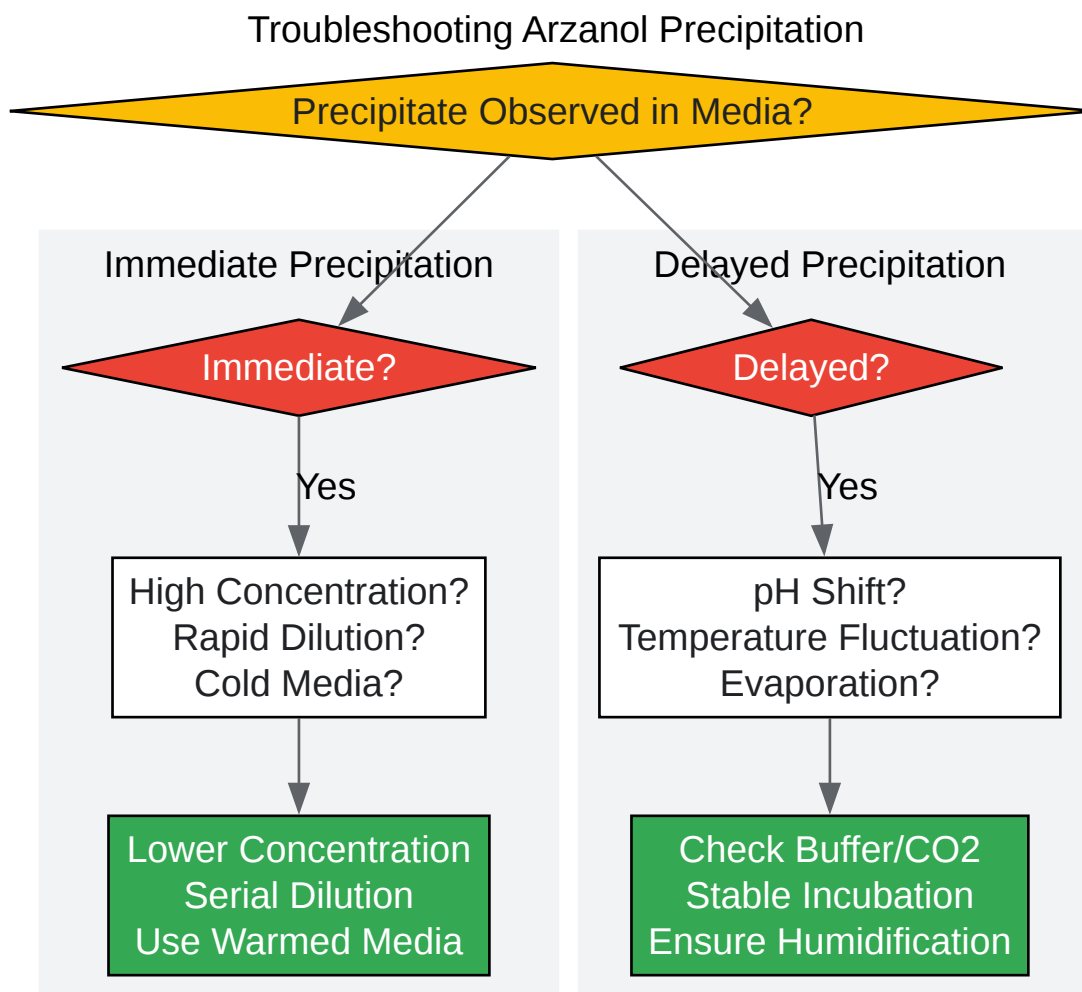 Troubleshooting Arzanol Precipitation
Precipitate Observed in Media?
Immediate Precipitation
Immediate?
Yes
High Concentration?
Rapid Dilution?
Cold Media?
Lower Concentration
Serial Dilution
Use Warmed Media
Delayed Precipitation
Delayed?
Yes
pH Shift?
Temperature Fluctuation?
Evaporation?
Check Buffer/CO2
Stable Incubation
Ensure Humidification